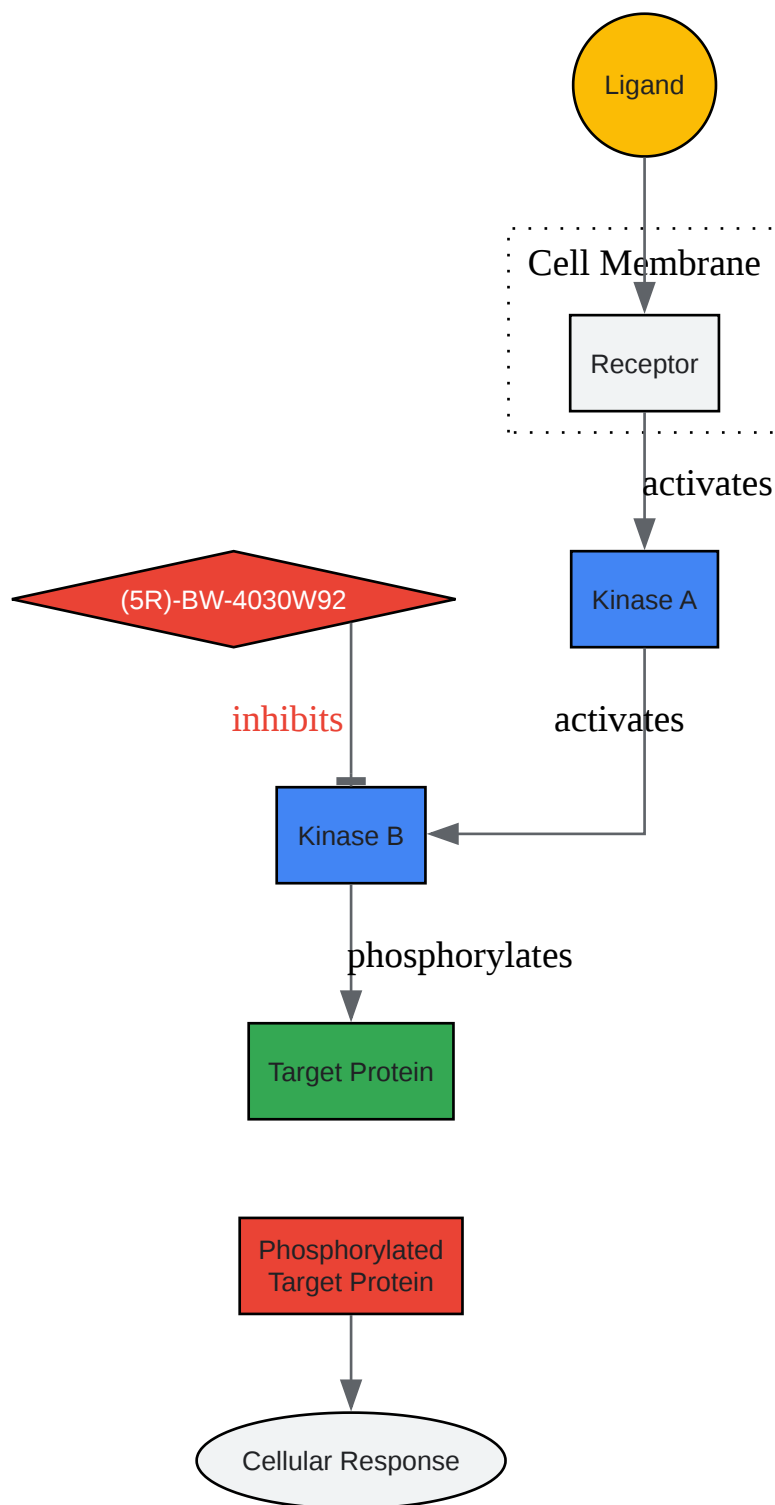 Ligand
Cell Membrane
Receptor
activates
(5R)-BW-4030W92
Kinase A
inhibits
activates
Kinase B
phosphorylates
Target Protein
Phosphorylated
Target Protein
Cellular Response